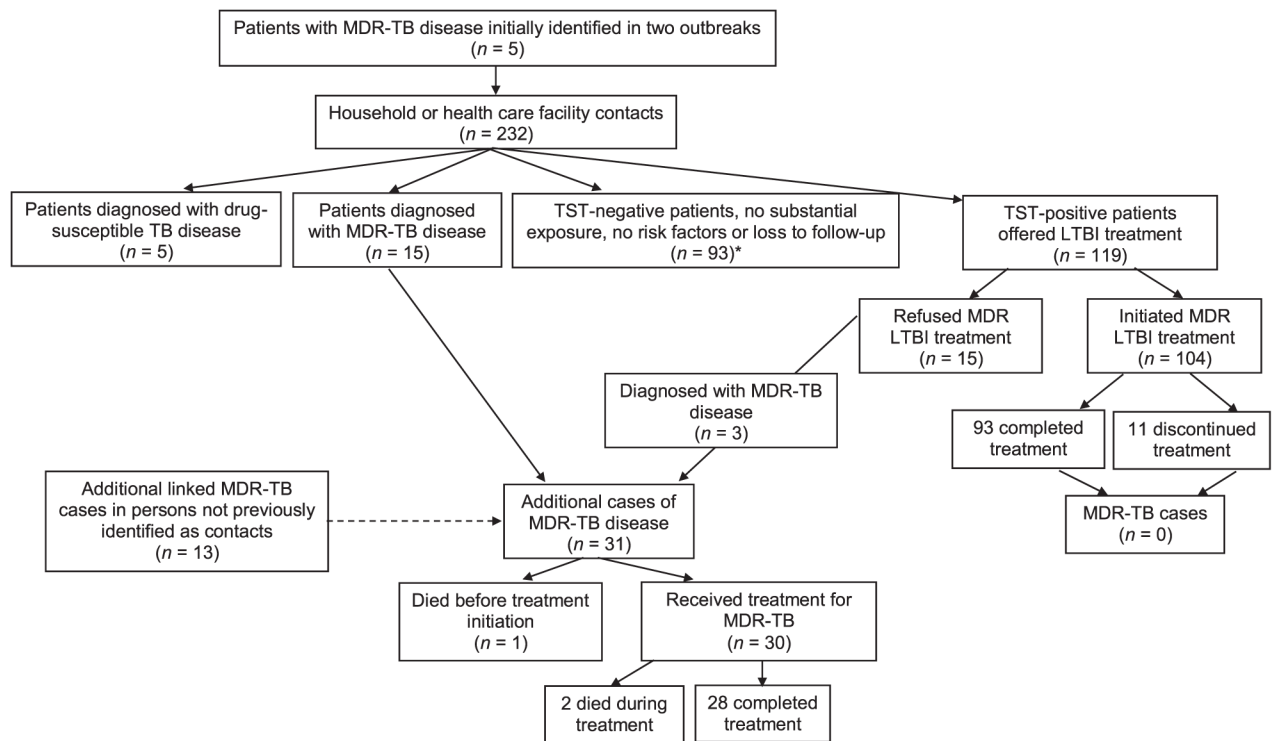 Patients with MDR-TB disease initially identified in two outbreaks
(n = 5)
Household or health care facility contacts
(n = 232)
Patients diagnosed with drug-
susceptible TB disease
(n = 5)
Patients diagnosed
with MDR-TB disease
(n = 15)
TST-negative patients, no substantial
exposure, no risk factors or loss to follow-up
(n = 93)*
TST-positive patients
offered LTBI treatment
(n = 119)
Refused MDR
LTBI treatment
(n = 15)
Initiated MDR
LTBI treatment
(n = 104)
Diagnosed with MDR-TB
disease
(n = 3)
93 completed
treatment
11 discontinued
treatment
Additional linked MDR-TB
cases in persons not previously
identified as contacts
(n = 13)
Additional cases of
MDR-TB disease
(n = 31)
MDR-TB cases
(n = 0)
Died before treatment
initiation
(n = 1)
Received treatment for
MDR-TB
(n = 30)
2 died during
treatment
28 completed
treatment